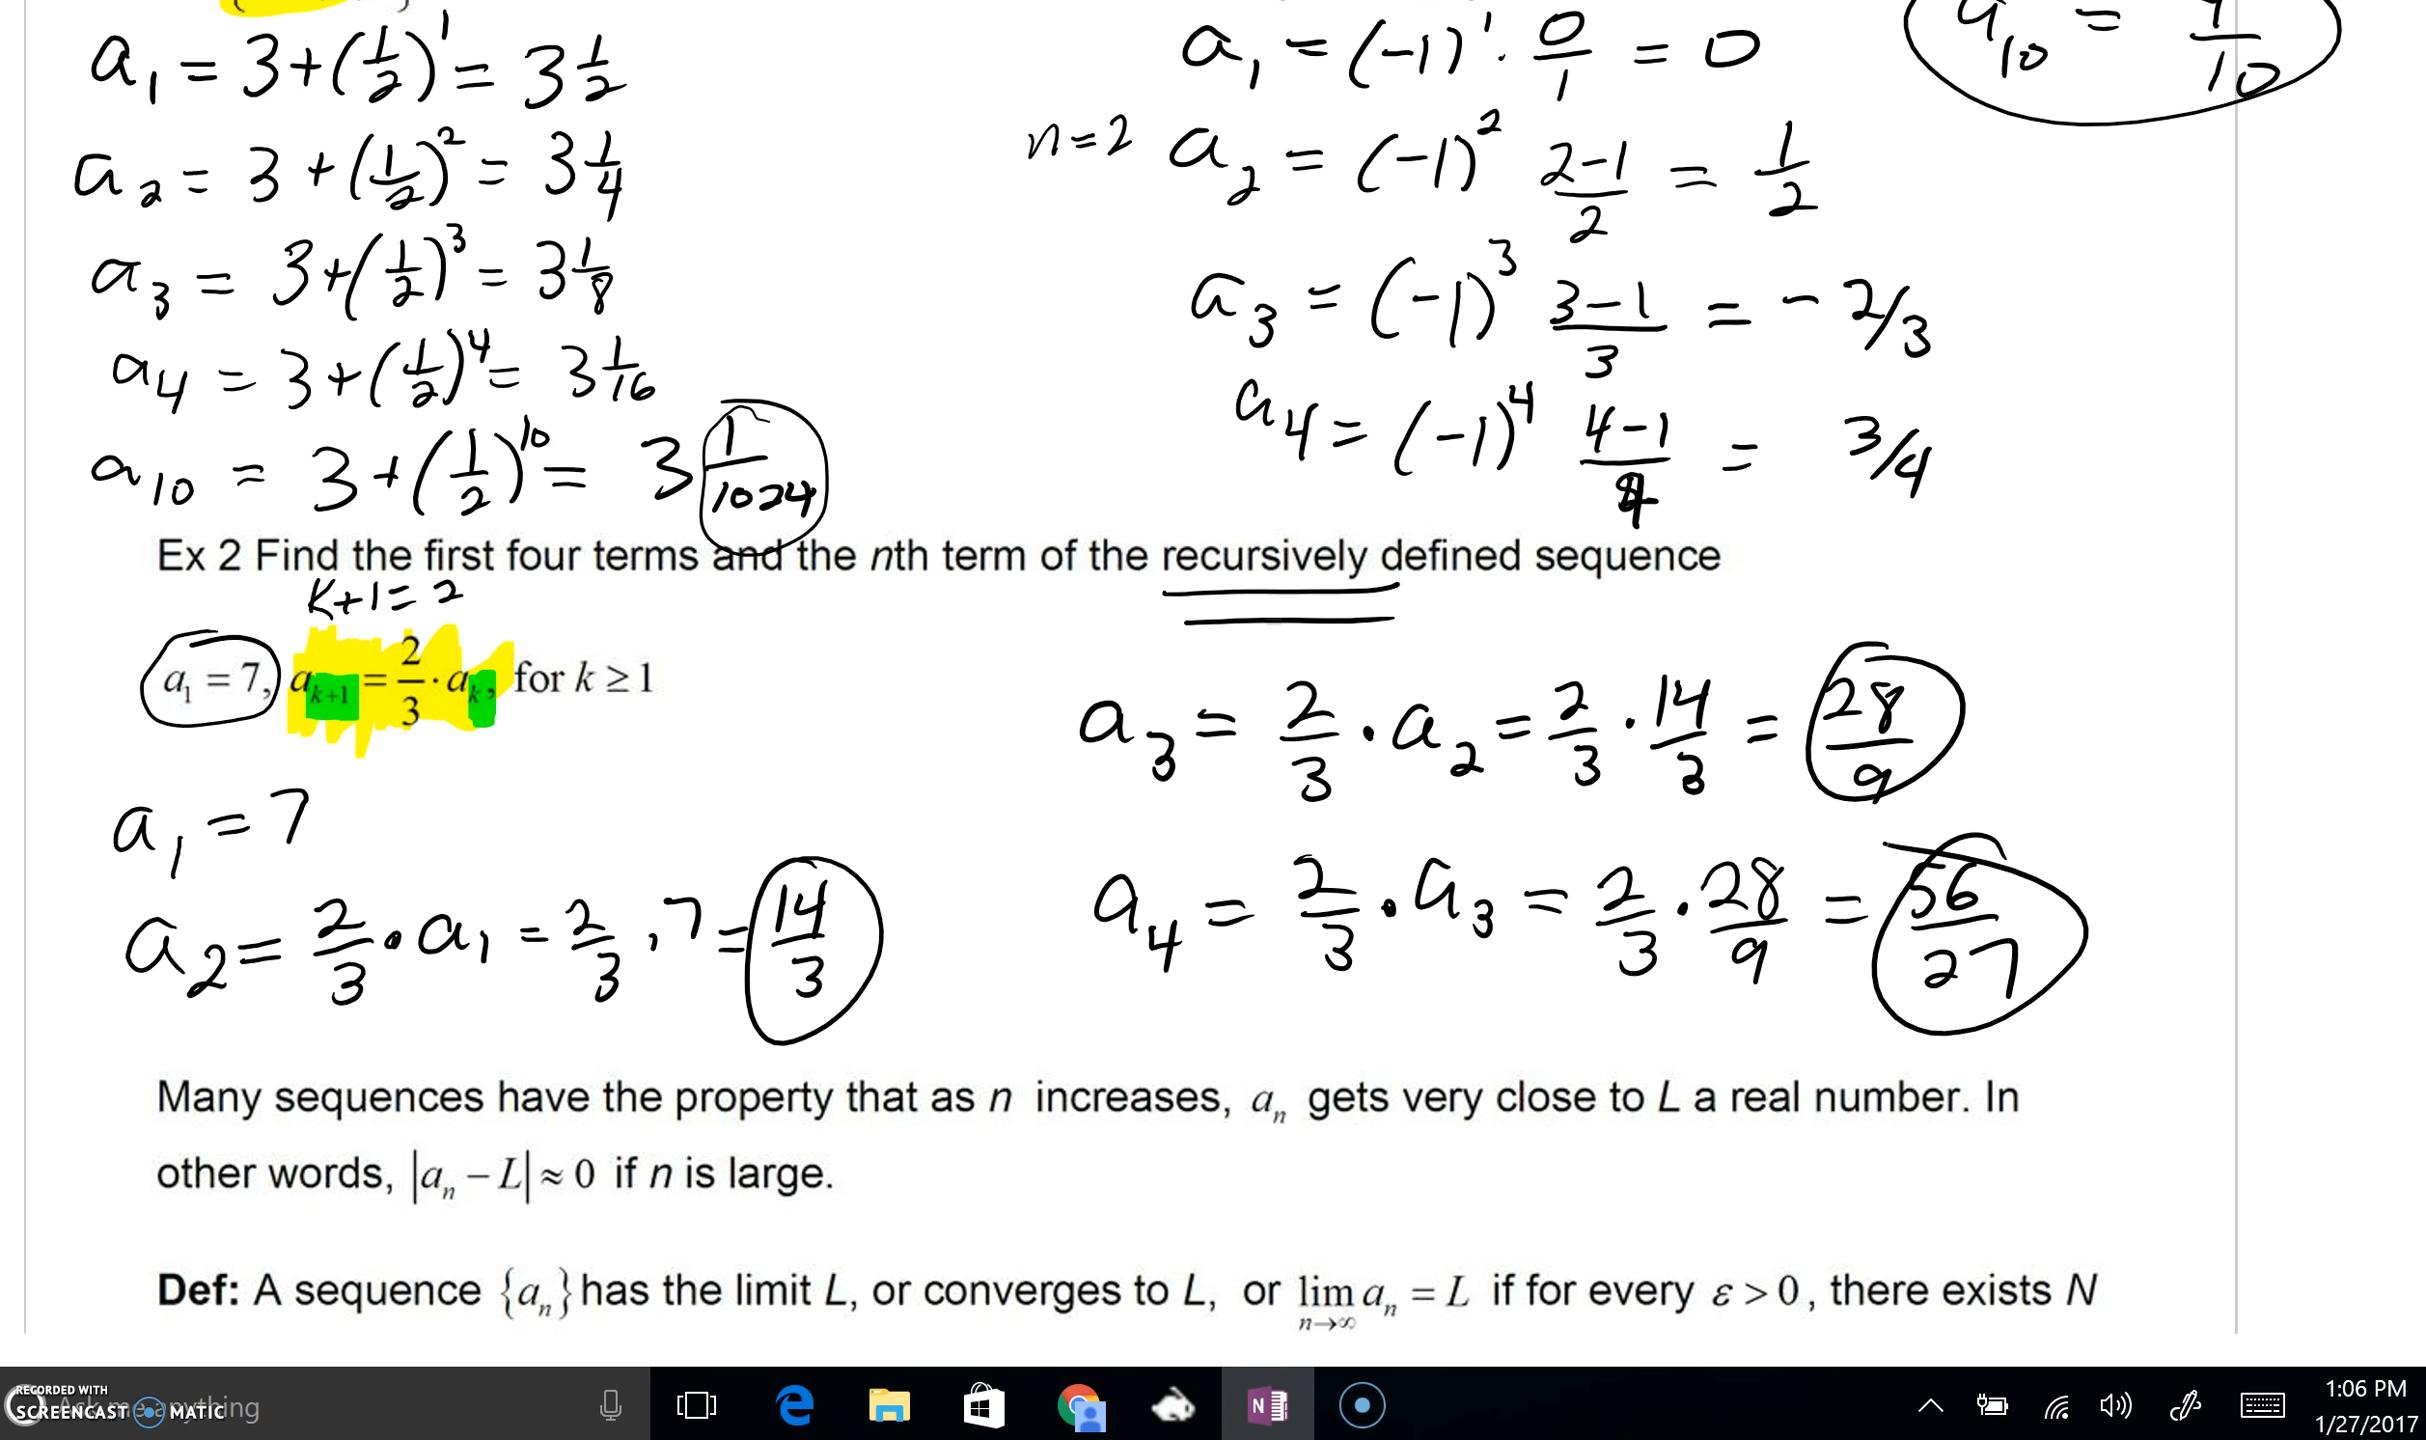 a₁ = 3+(1/2)¹ = 3 1/2
a₂ = 3 + (1/2)² = 3 1/4
a₃ = 3+(1/2)³ = 3 1/8
a₄ = 3+(1/2)⁴ = 3 1/16
a₁₀ = 3+(1/2)¹⁰ = 3 1/1024
a₁ = (-1)¹ · 0/1 = 0
n=2 a₂ = (-1)² (2-1)/2 = 1/2
a₃ = (-1)³ (3-1)/3 = - 2/3
a₄ = (-1)⁴ (4-1)/4 = 3/4
a₁₀ = 9/10
Ex 2 Find the first four terms and the nth term of the recursively defined sequence
K+1=2
a₁ = 7, aₖ₊₁ = 2/3 · aₖ, for k ≥ 1
a₁ = 7
a₂ = 2/3 · a₁ = 2/3 · 7 = 14/3
a₃ = 2/3 · a₂ = 2/3 · 14/3 = 28/9
a₄ = 2/3 · a₃ = 2/3 · 28/9 = 56/27
Many sequences have the property that as n increases, aₙ gets very close to L a real number. In
other words, |aₙ − L| ≈ 0 if n is large.
Def: A sequence {aₙ} has the limit L, or converges to L, or lim n→∞ aₙ = L if for every ε > 0, there exists N
RECORDED WITH
SCREENCAST MATIC
Ask me anything
1:06 PM
1/27/2017